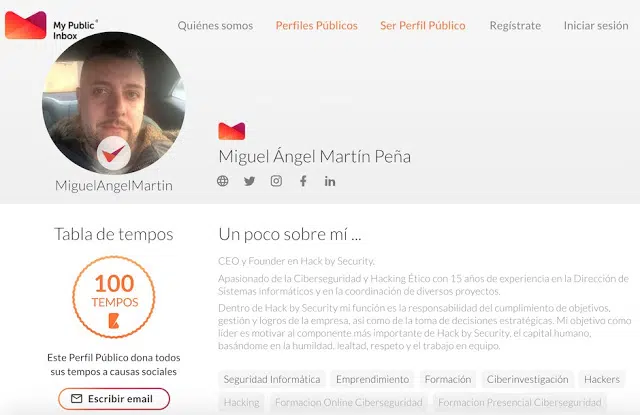 My Public
Inbox
Quiénes somos Perfiles Públicos Ser Perfil Público Regístrate Iniciar sesión
Miguel Ángel Martín Peña
MiguelAngelMartin
Tabla de tempos
100
TEMPOS
Este Perfil Público dona todos
sus tempos a causas sociales
Escribir email
Un poco sobre mí ...
CEO y Founder en Hack by Security.
Apasionado de la Ciberseguridad y Hacking Ético con 15 años de experiencia en la Dirección de
Sistemas informáticos y en la coordinación de diversos proyectos.
Dentro de Hack by Security mi función es la responsabilidad del cumplimiento de objetivos,
gestión y logros de la empresa, así como de la toma de decisiones estratégicas. Mi objetivo como
líder es motivar al componente más importante de Hack by Security, el capital humano,
basándome en la humildad, lealtad, respeto y el trabajo en equipo.
Seguridad Informática Emprendimiento Formación Ciberinvestigación Hackers
Hacking Formacion Online Ciberseguridad Formación Presencial Ciberseguridad